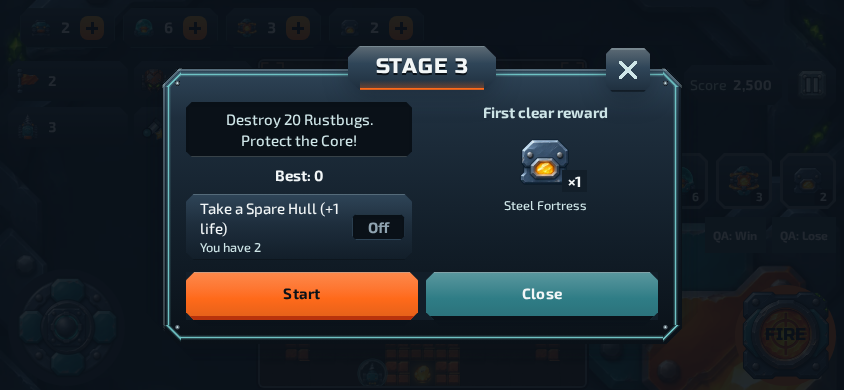 2
6
3
2
STAGE 3
2
3
Score 2,500
Destroy 20 Rustbugs.
Protect the Core!
Best: 0
Take a Spare Hull (+1
life)
You have 2
Off
First clear reward
×1
Steel Fortress
6
3
2
QA: Win
QA: Lose
Start
Close
FIRE